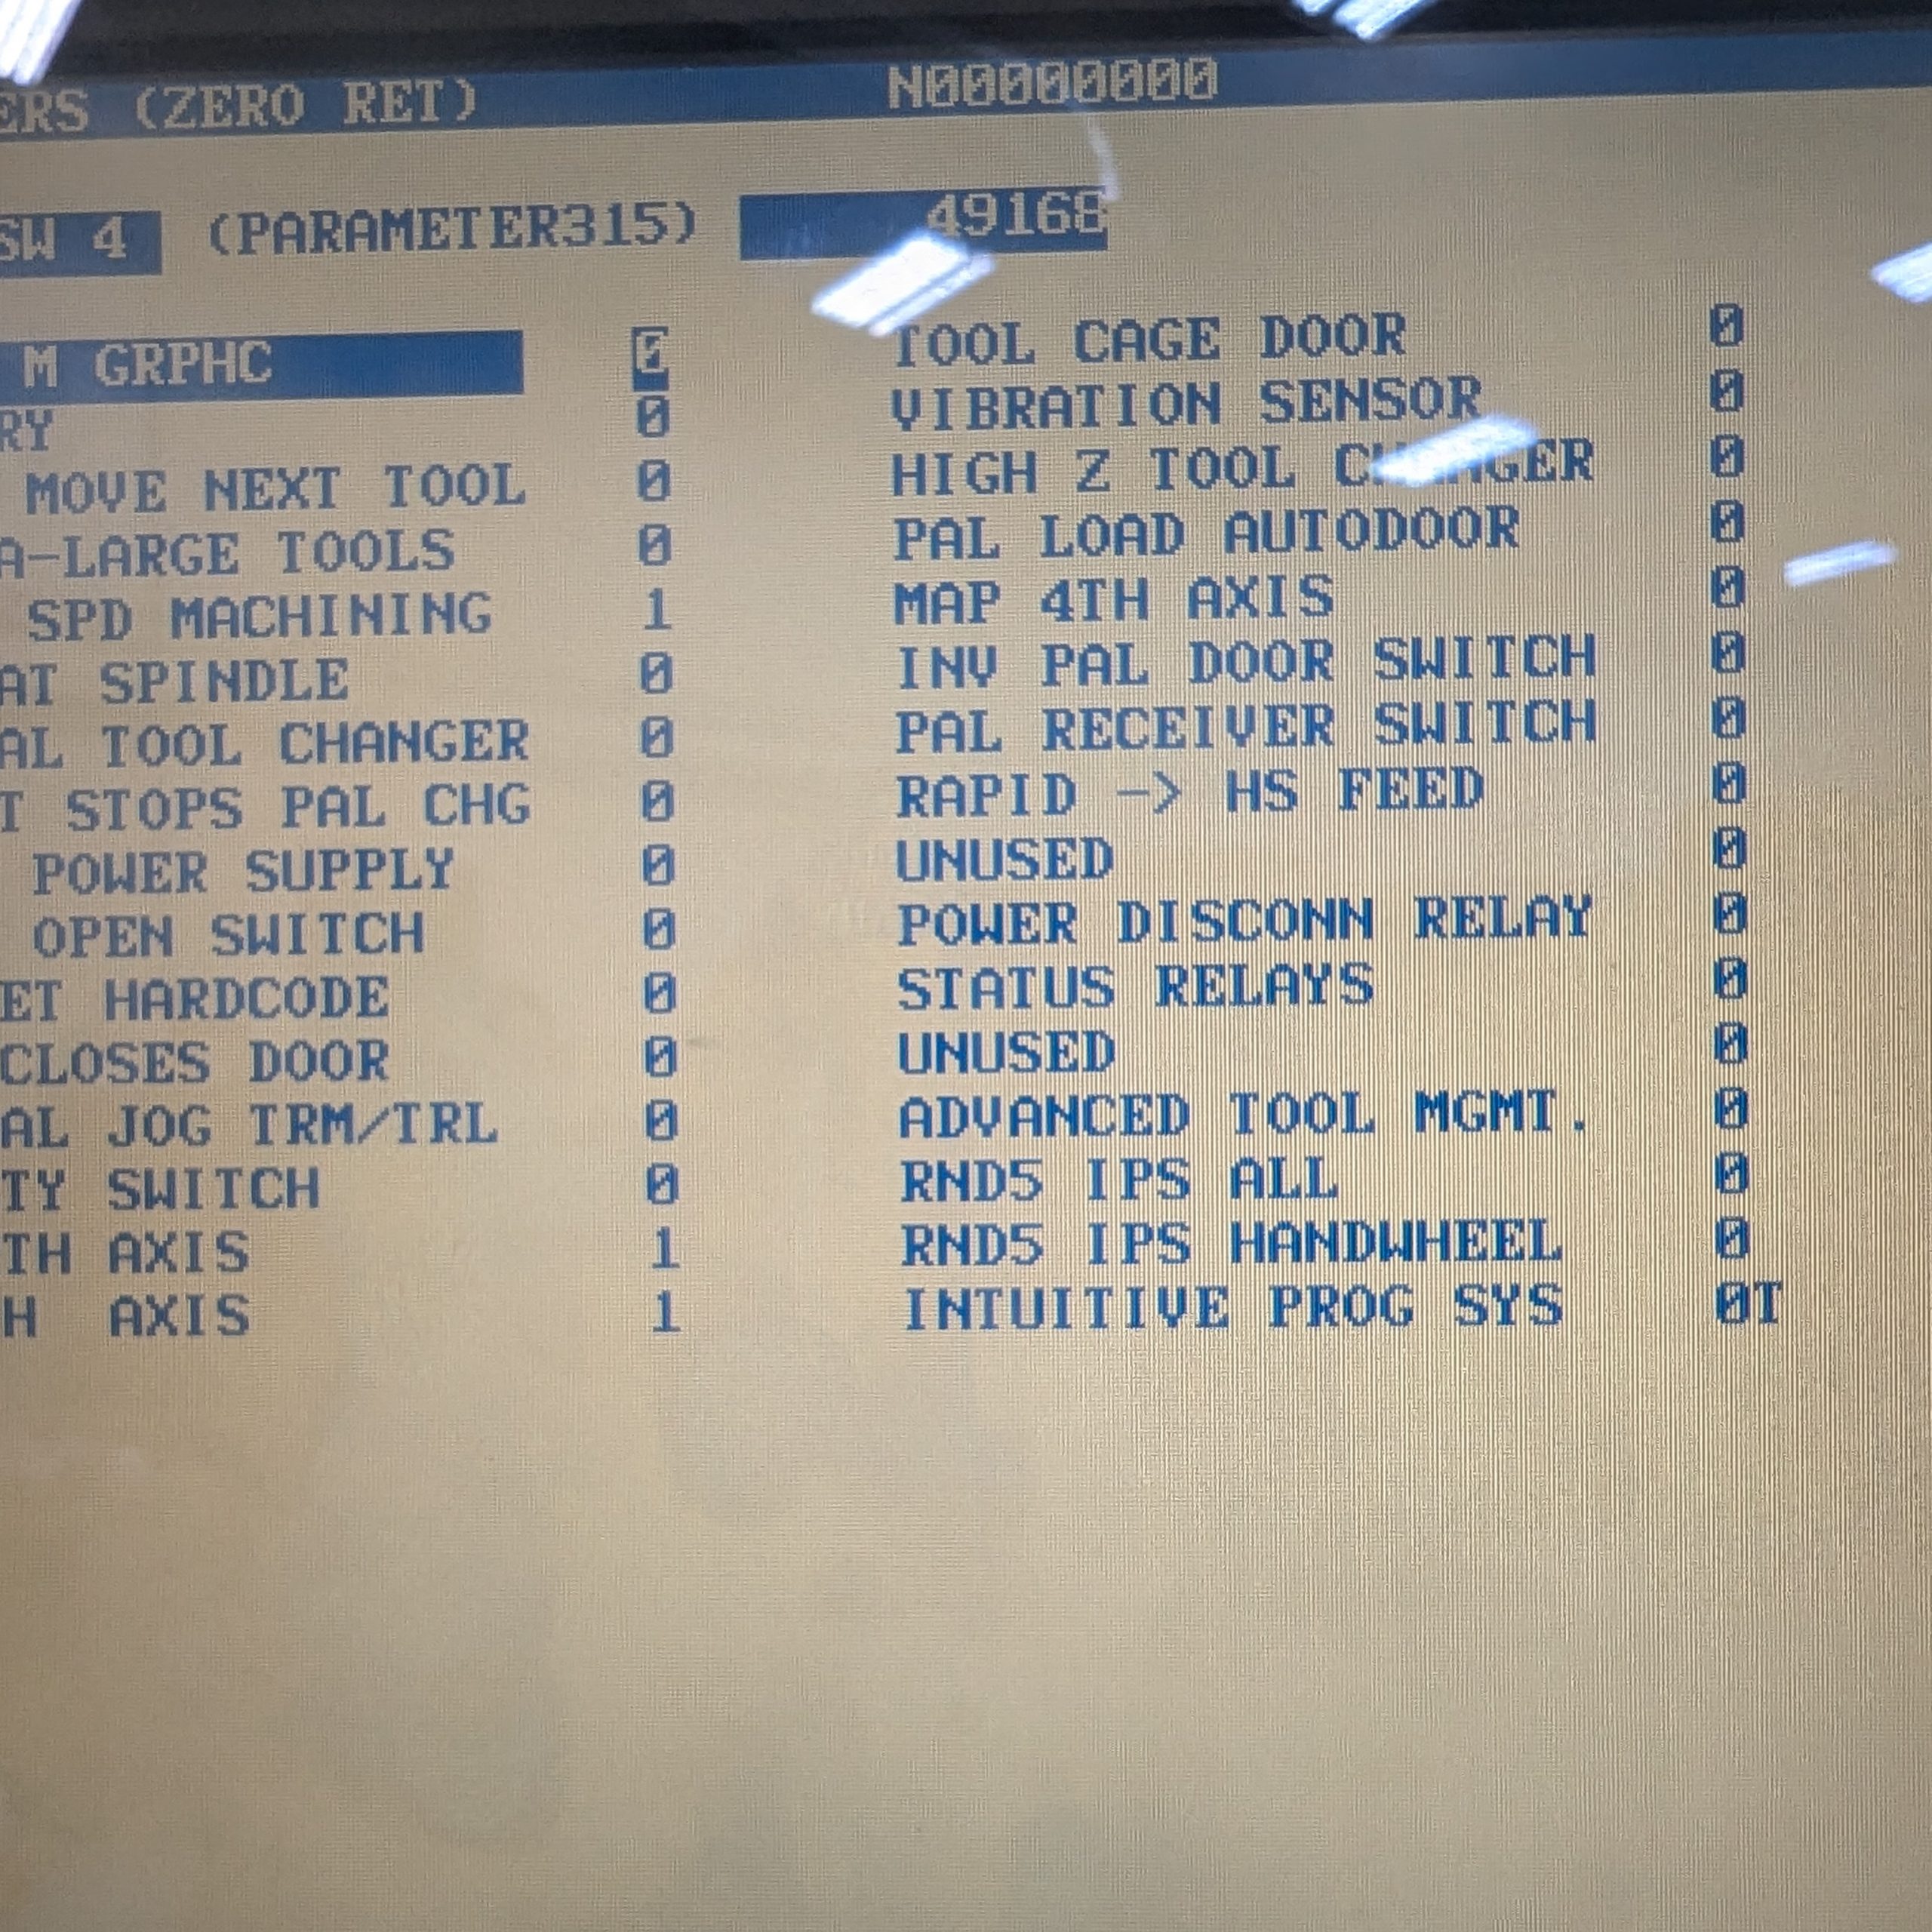 ERS (ZERO RET) N00000000
SW 4 (PARAMETER315) 49168
M GRPHC 0 TOOL CAGE DOOR 0
RY 0 VIBRATION SENSOR 0
MOVE NEXT TOOL 0 HIGH Z TOOL CHANGER 0
A-LARGE TOOLS 0 PAL LOAD AUTODOOR 0
SPD MACHINING 1 MAP 4TH AXIS 0
AT SPINDLE 0 INV PAL DOOR SWITCH 0
AL TOOL CHANGER 0 PAL RECEIVER SWITCH 0
T STOPS PAL CHG 0 RAPID -> HS FEED 0
POWER SUPPLY 0 UNUSED 0
OPEN SWITCH 0 POWER DISCONN RELAY 0
ET HARDCODE 0 STATUS RELAYS 0
CLOSES DOOR 0 UNUSED 0
AL JOG TRM/TRL 0 ADVANCED TOOL MGMT. 0
TY SWITCH 0 RND5 IPS ALL 0
TH AXIS 1 RND5 IPS HANDWHEEL 0
H AXIS 1 INTUITIVE PROG SYS 0T